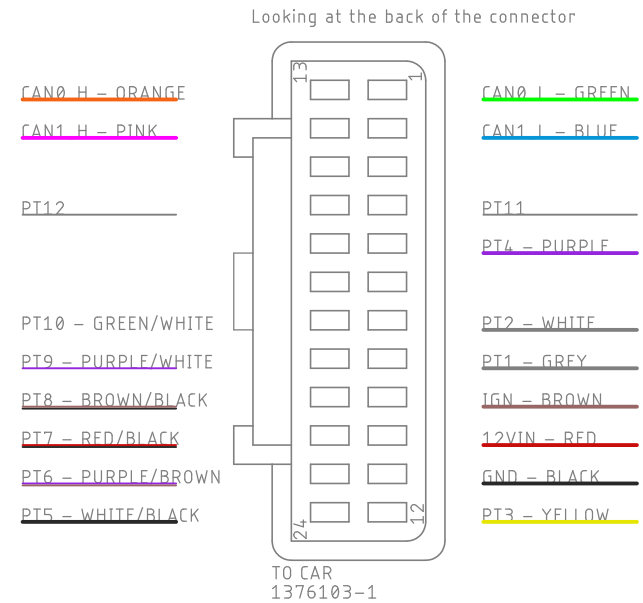 Looking at the back of the connector
13
1
CAN0 H - ORANGE
CAN0 L - GREEN
CAN1 H - PINK
CAN1 L - BLUE
PT12
PT11
PT4 - PURPLE
PT10 - GREEN/WHITE
PT2 - WHITE
PT9 - PURPLE/WHITE
PT1 - GREY
PT8 - BROWN/BLACK
IGN - BROWN
PT7 - RED/BLACK
12VIN - RED
PT6 - PURPLE/BROWN
GND - BLACK
PT5 - WHITE/BLACK
PT3 - YELLOW
24
12
TO CAR
1376103-1